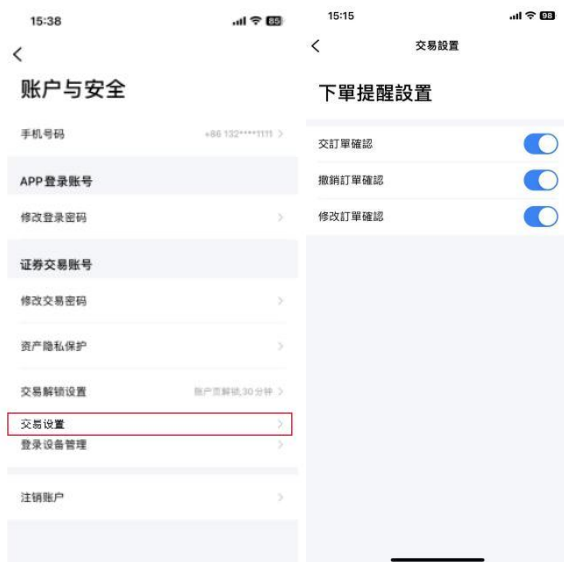 15:38
85
账户与安全
手机号码
+86 132****1111
APP登录账号
修改登录密码
证券交易账号
修改交易密码
资产隐私保护
交易解锁设置
账户页解锁,30分钟
交易设置
登录设备管理
注销账户
15:15
98
交易設置
下單提醒設置
交訂單確認
撤銷訂單確認
修改訂單確認